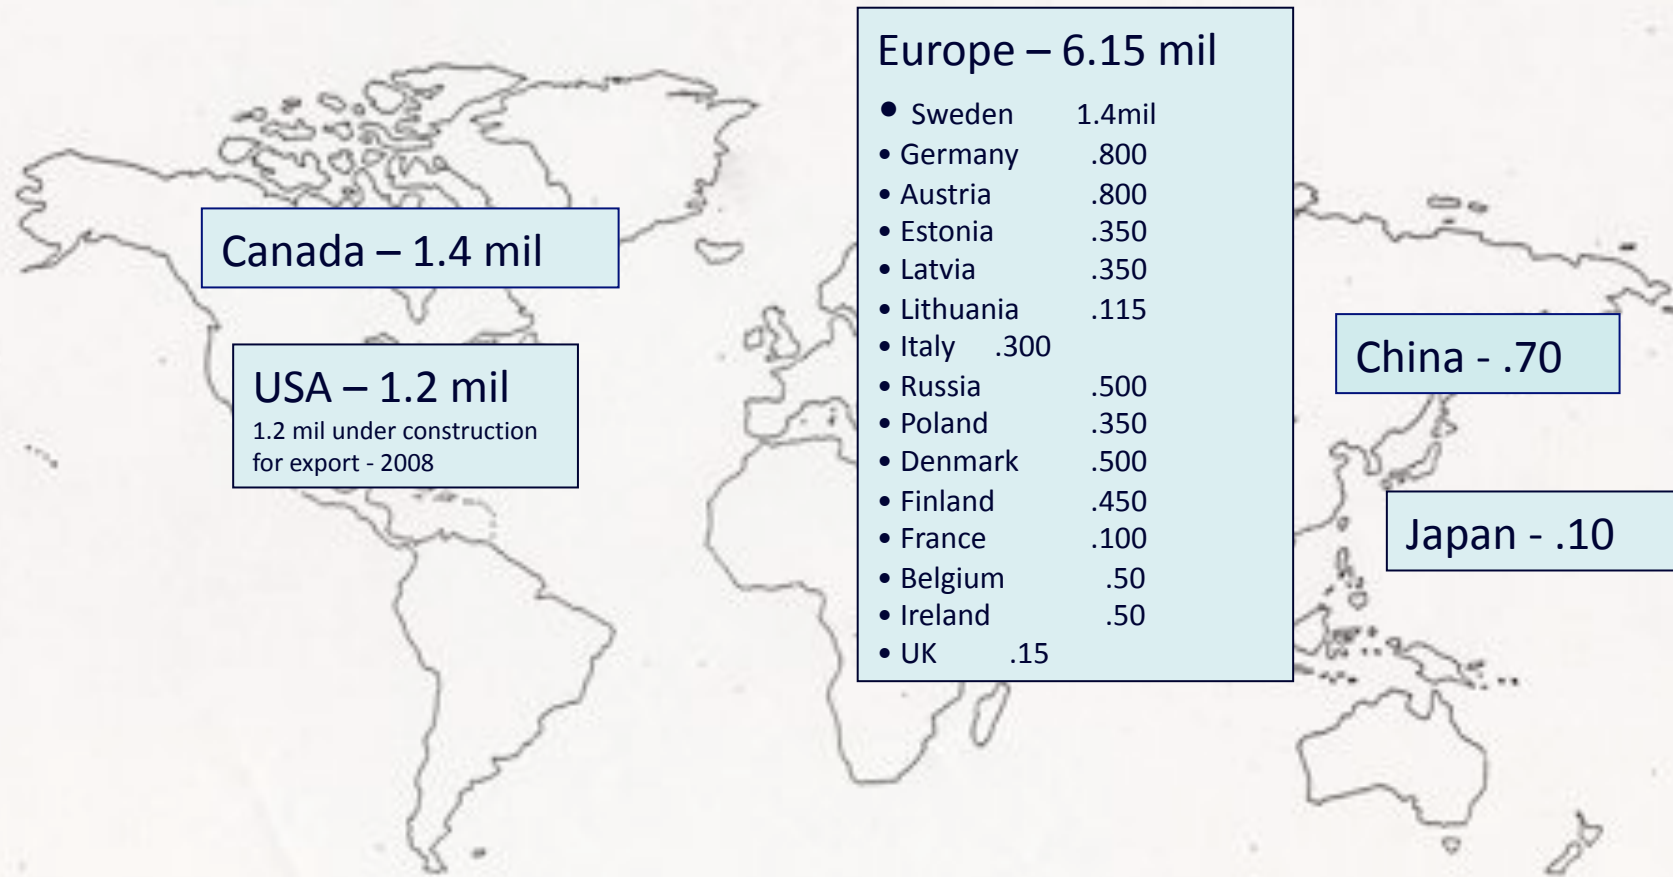 Europe – 6.15 mil
• Sweden 1.4mil
• Germany .800
• Austria .800
• Estonia .350
• Latvia .350
• Lithuania .115
• Italy .300
• Russia .500
• Poland .350
• Denmark .500
• Finland .450
• France .100
• Belgium .50
• Ireland .50
• UK .15
Canada – 1.4 mil
USA – 1.2 mil
1.2 mil under construction
for export - 2008
China - .70
Japan - .10